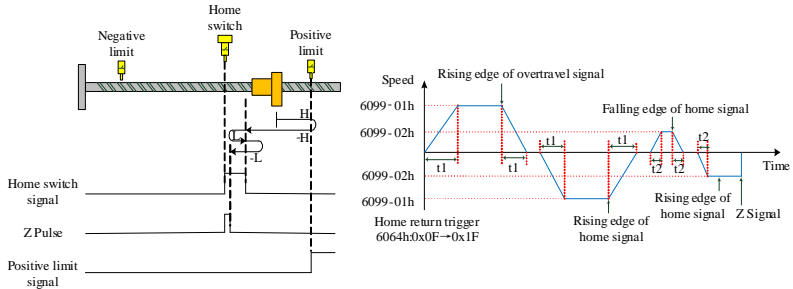 Home
switch
Negative
limit
Positive
limit
H
-H
-L
Home switch
signal
Z Pulse
Positive limit
signal
Speed
Rising edge of overtravel signal
6099-01h
Falling edge of home signal
6099-02h
t1
t1
t1
t1
t2
t2
t2
Time
6099-02h
6099-01h
Rising edge of
home signal
Z Signal
Home return trigger
6064h:0x0F→0x1F
Rising edge of
home signal